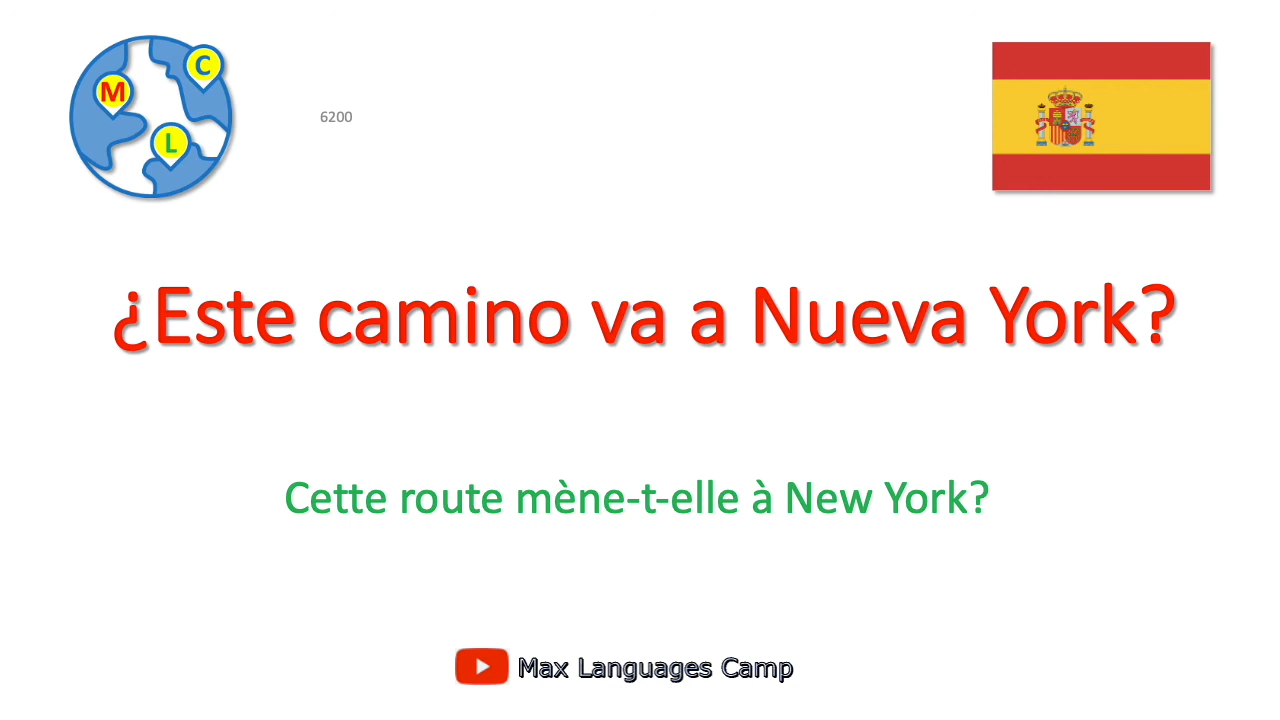 M
C
L
6200
¿Este camino va a Nueva York?
Cette route mène-t-elle à New York?
Max Languages Camp